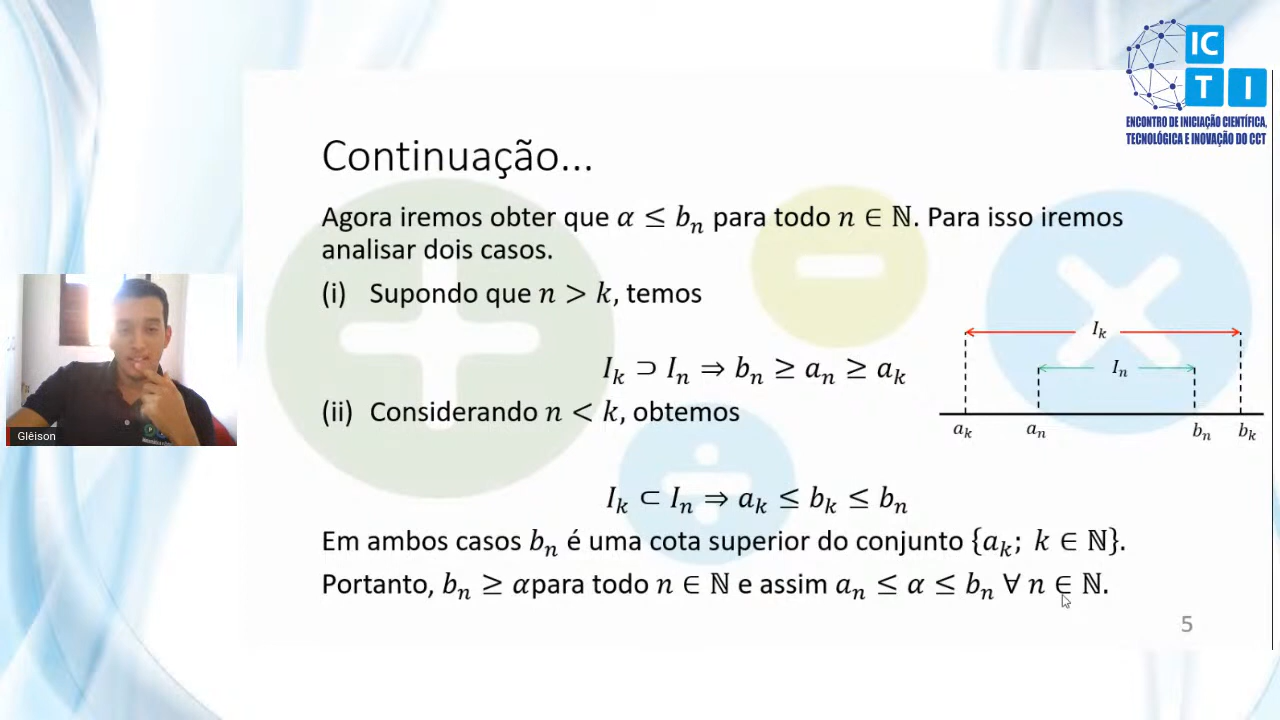 IC
T I
ENCONTRO DE INICIAÇÃO CIENTÍFICA,
TECNOLÓGICA E INOVAÇÃO DO CCT
Continuação...
Agora iremos obter que α ≤ bₙ para todo n ∈ ℕ. Para isso iremos
analisar dois casos.
(i) Supondo que n > k, temos
Iₖ ⊃ Iₙ ⇒ bₙ ≥ aₙ ≥ aₖ
(ii) Considerando n < k, obtemos
Iₖ ⊂ Iₙ ⇒ aₖ ≤ bₖ ≤ bₙ
Em ambos casos bₙ é uma cota superior do conjunto {aₖ; k ∈ ℕ}.
Portanto, bₙ ≥ αpara todo n ∈ ℕ e assim aₙ ≤ α ≤ bₙ ∀ n ∈ ℕ.
Iₖ
Iₙ
aₖ aₙ bₙ bₖ
Glêison
5